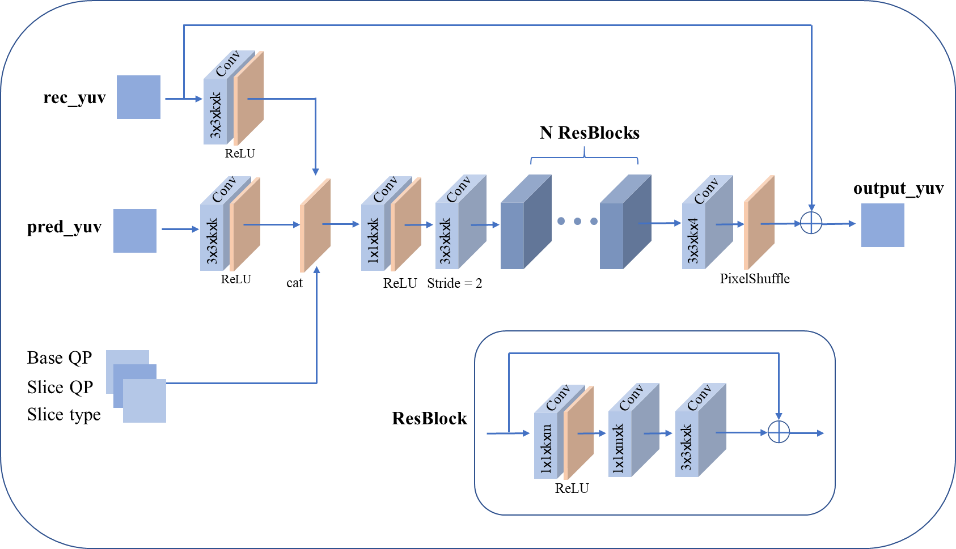 rec_yuv
Conv
3x3xkxk
ReLU
N ResBlocks
pred_yuv
Conv
3x3xkxk
ReLU
cat
Conv
1x1xkxk
ReLU
Conv
3x3xkxk
Stride = 2
Conv
3x3xkx4
PixelShuffle
output_yuv
Base QP
Slice QP
Slice type
ResBlock
Conv
1x1xkxm
ReLU
Conv
1x1xmxk
Conv
3x3xkxk